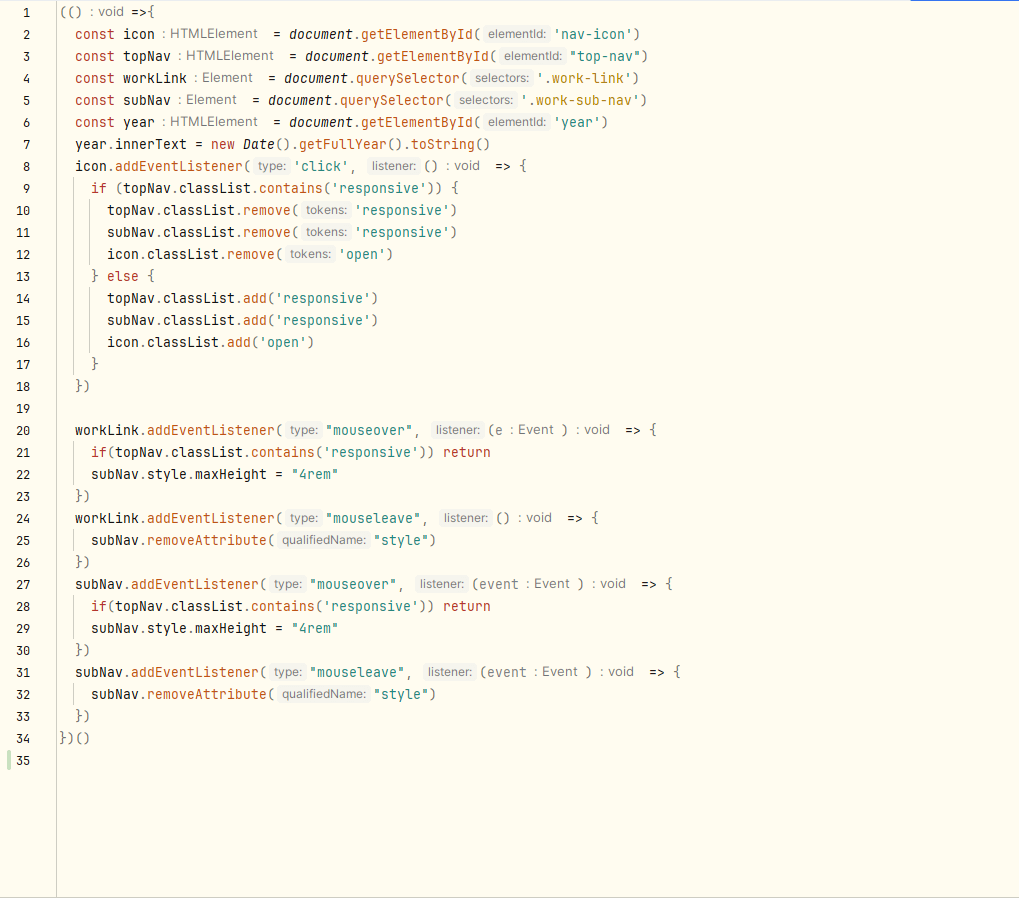 1 (() : void =>{
2 const icon : HTMLElement = document.getElementById( elementId: 'nav-icon')
3 const topNav : HTMLElement = document.getElementById( elementId: "top-nav")
4 const workLink : Element = document.querySelector( selectors: '.work-link')
5 const subNav : Element = document.querySelector( selectors: '.work-sub-nav')
6 const year : HTMLElement = document.getElementById( elementId: 'year')
7 year.innerText = new Date().getFullYear().toString()
8 icon.addEventListener( type: 'click', listener: () : void => {
9 if (topNav.classList.contains('responsive')) {
10 topNav.classList.remove( tokens: 'responsive')
11 subNav.classList.remove( tokens: 'responsive')
12 icon.classList.remove( tokens: 'open')
13 } else {
14 topNav.classList.add('responsive')
15 subNav.classList.add('responsive')
16 icon.classList.add('open')
17 }
18 })
19
20 workLink.addEventListener( type: "mouseover", listener: (e : Event ) : void => {
21 if(topNav.classList.contains('responsive')) return
22 subNav.style.maxHeight = "4rem"
23 })
24 workLink.addEventListener( type: "mouseleave", listener: () : void => {
25 subNav.removeAttribute( qualifiedName: "style")
26 })
27 subNav.addEventListener( type: "mouseover", listener: (event : Event ) : void => {
28 if(topNav.classList.contains('responsive')) return
29 subNav.style.maxHeight = "4rem"
30 })
31 subNav.addEventListener( type: "mouseleave", listener: (event : Event ) : void => {
32 subNav.removeAttribute( qualifiedName: "style")
33 })
34 })()
35